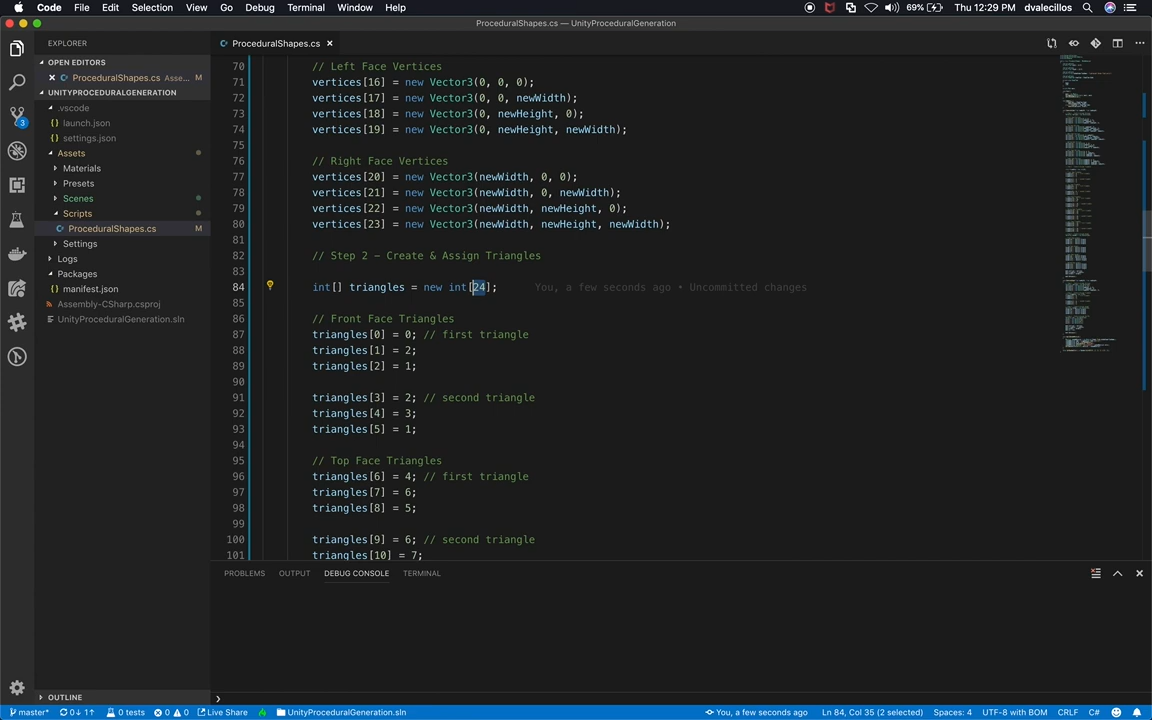 Code File Edit Selection View Go Debug Terminal Window Help 69% Thu 12:29 PM dvalecillos
ProceduralShapes.cs — UnityProceduralGeneration
EXPLORER
OPEN EDITORS
ProceduralShapes.cs Asse... M
UNITYPROCEDURALGENERATION
.vscode
launch.json
settings.json
Assets
Materials
Presets
Scenes
Scripts
ProceduralShapes.cs M
Settings
Logs
Packages
manifest.json
Assembly-CSharp.csproj
UnityProceduralGeneration.sln
OUTLINE
3
ProceduralShapes.cs
70 // Left Face Vertices
71 vertices[16] = new Vector3(0, 0, 0);
72 vertices[17] = new Vector3(0, 0, newWidth);
73 vertices[18] = new Vector3(0, newHeight, 0);
74 vertices[19] = new Vector3(0, newHeight, newWidth);
75
76 // Right Face Vertices
77 vertices[20] = new Vector3(newWidth, 0, 0);
78 vertices[21] = new Vector3(newWidth, 0, newWidth);
79 vertices[22] = new Vector3(newWidth, newHeight, 0);
80 vertices[23] = new Vector3(newWidth, newHeight, newWidth);
81
82 // Step 2 – Create & Assign Triangles
83
84 int[] triangles = new int[24]; You, a few seconds ago • Uncommitted changes
85
86 // Front Face Triangles
87 triangles[0] = 0; // first triangle
88 triangles[1] = 2;
89 triangles[2] = 1;
90
91 triangles[3] = 2; // second triangle
92 triangles[4] = 3;
93 triangles[5] = 1;
94
95 // Top Face Triangles
96 triangles[6] = 4; // first triangle
97 triangles[7] = 6;
98 triangles[8] = 5;
99
100 triangles[9] = 6; // second triangle
101 triangles[10] = 7;
PROBLEMS OUTPUT DEBUG CONSOLE TERMINAL
master* 0↓ 1↑ 0 tests 0 0 Live Share UnityProceduralGeneration.sln You, a few seconds ago Ln 84, Col 35 (2 selected) Spaces: 4 UTF-8 with BOM CRLF C#